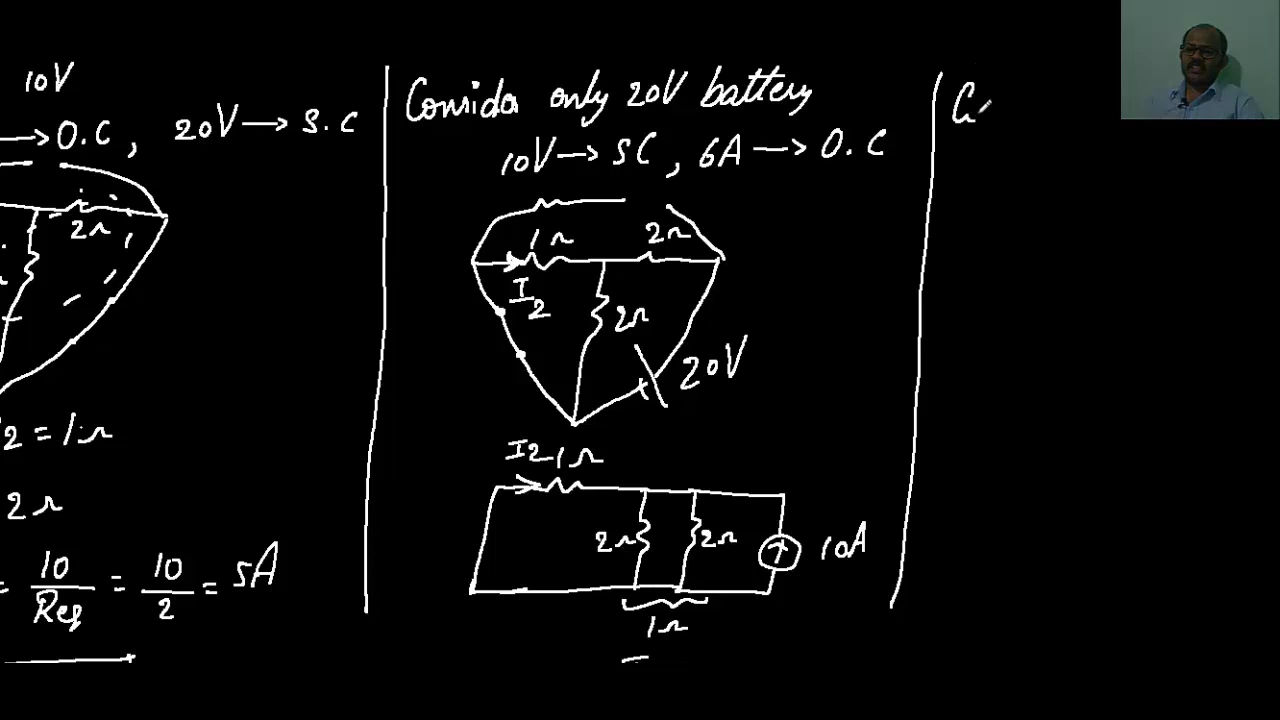 10V
→ O.C, 20V → S.C
2Ω
2 = 1Ω
2Ω
= 10/Req = 10/2 = 5A
Consider only 20V battery
10V → SC, 6A → O.C
1Ω
2Ω
I2
2Ω
20V
I2 1Ω
2Ω
2Ω
10A
1Ω